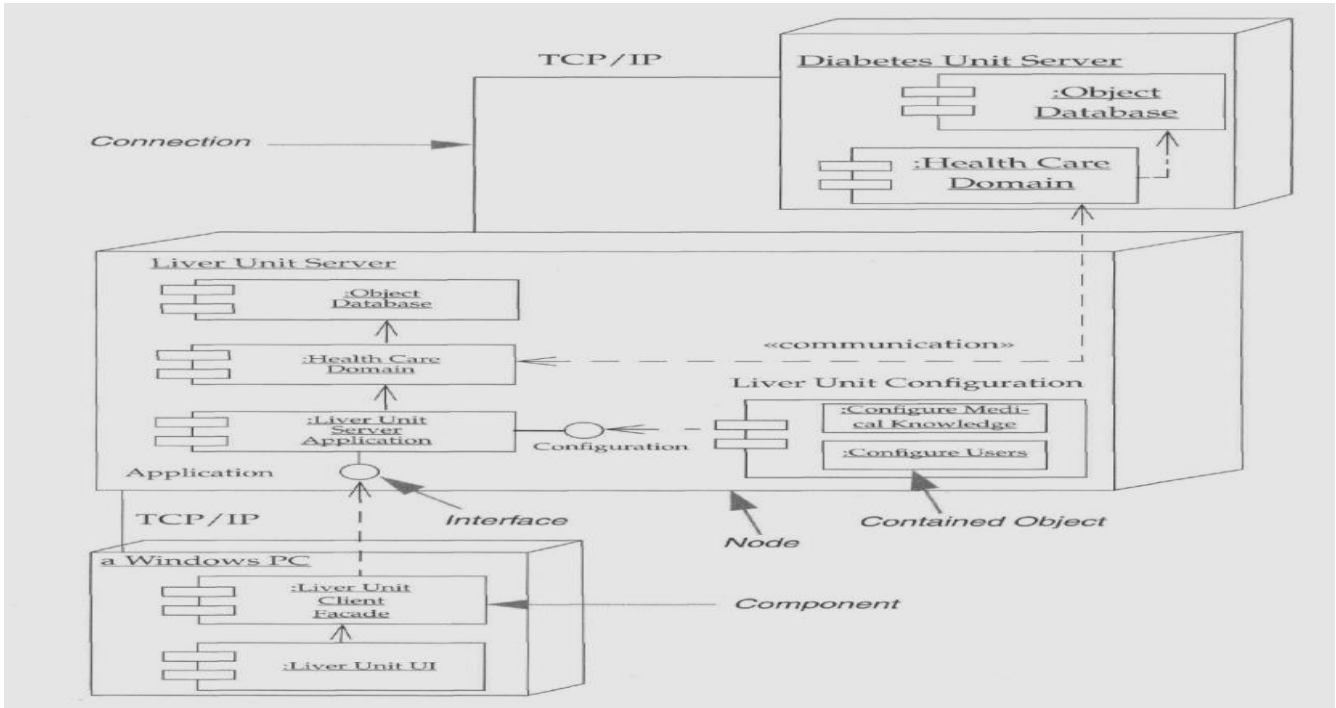 TCP/IP
Diabetes Unit Server
:Object
Database
Connection
:Health Care
Domain
Liver Unit Server
:Object
Database
«communication»
:Health Care
Domain
Liver Unit Configuration
:Configure Medi-
cal Knowledge
:Liver Unit
Server
Application
Configuration
:Configure Users
Application
TCP/IP
Interface
Contained Object
Node
a Windows PC
:Liver Unit
Client
Facade
Component
:Liver Unit UI